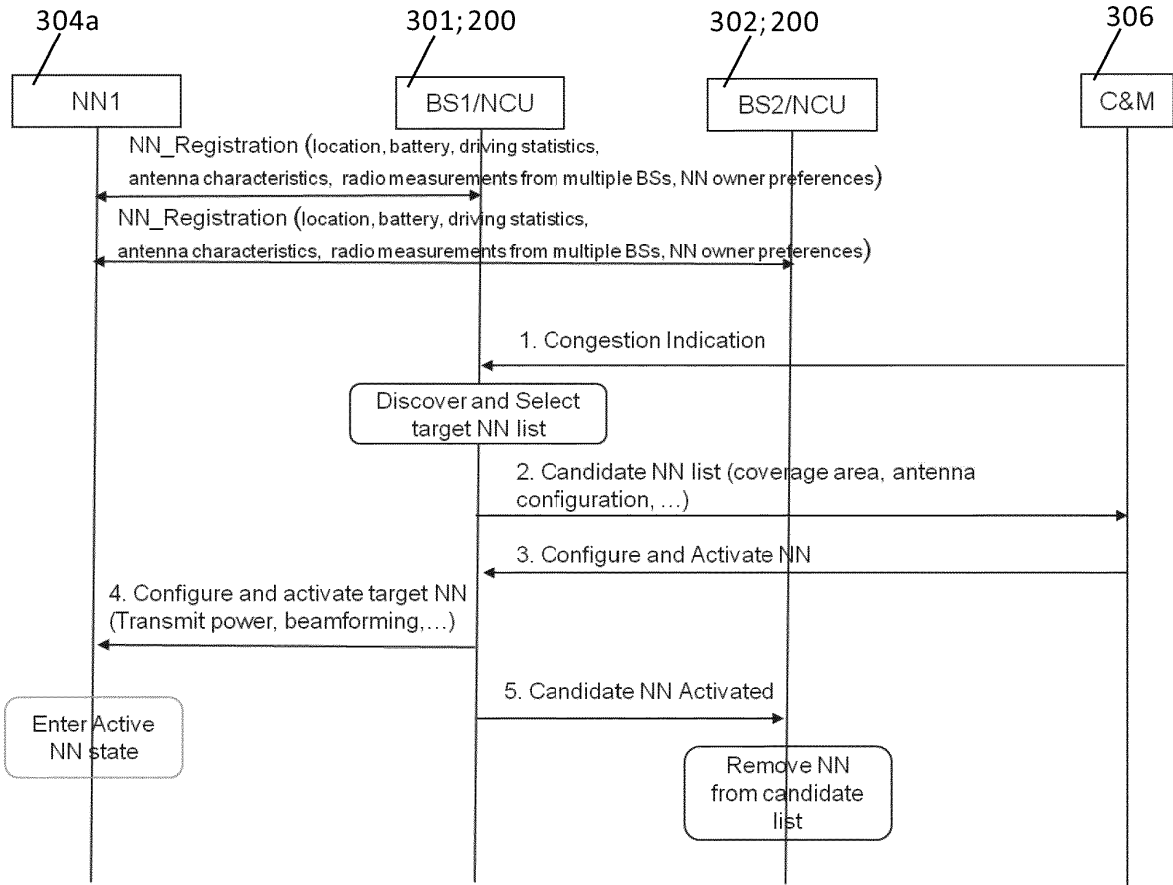 304a
301;200
302;200
306
NN1
BS1/NCU
BS2/NCU
C&M
NN_Registration (location, battery, driving statistics,
antenna characteristics, radio measurements from multiple BSs, NN owner preferences)
NN_Registration (location, battery, driving statistics,
antenna characteristics, radio measurements from multiple BSs, NN owner preferences)
1. Congestion Indication
Discover and Select
target NN list
2. Candidate NN list (coverage area, antenna
configuration, ...)
3. Configure and Activate NN
4. Configure and activate target NN
(Transmit power, beamforming,...)
5. Candidate NN Activated
Enter Active
NN state
Remove NN
from candidate
list